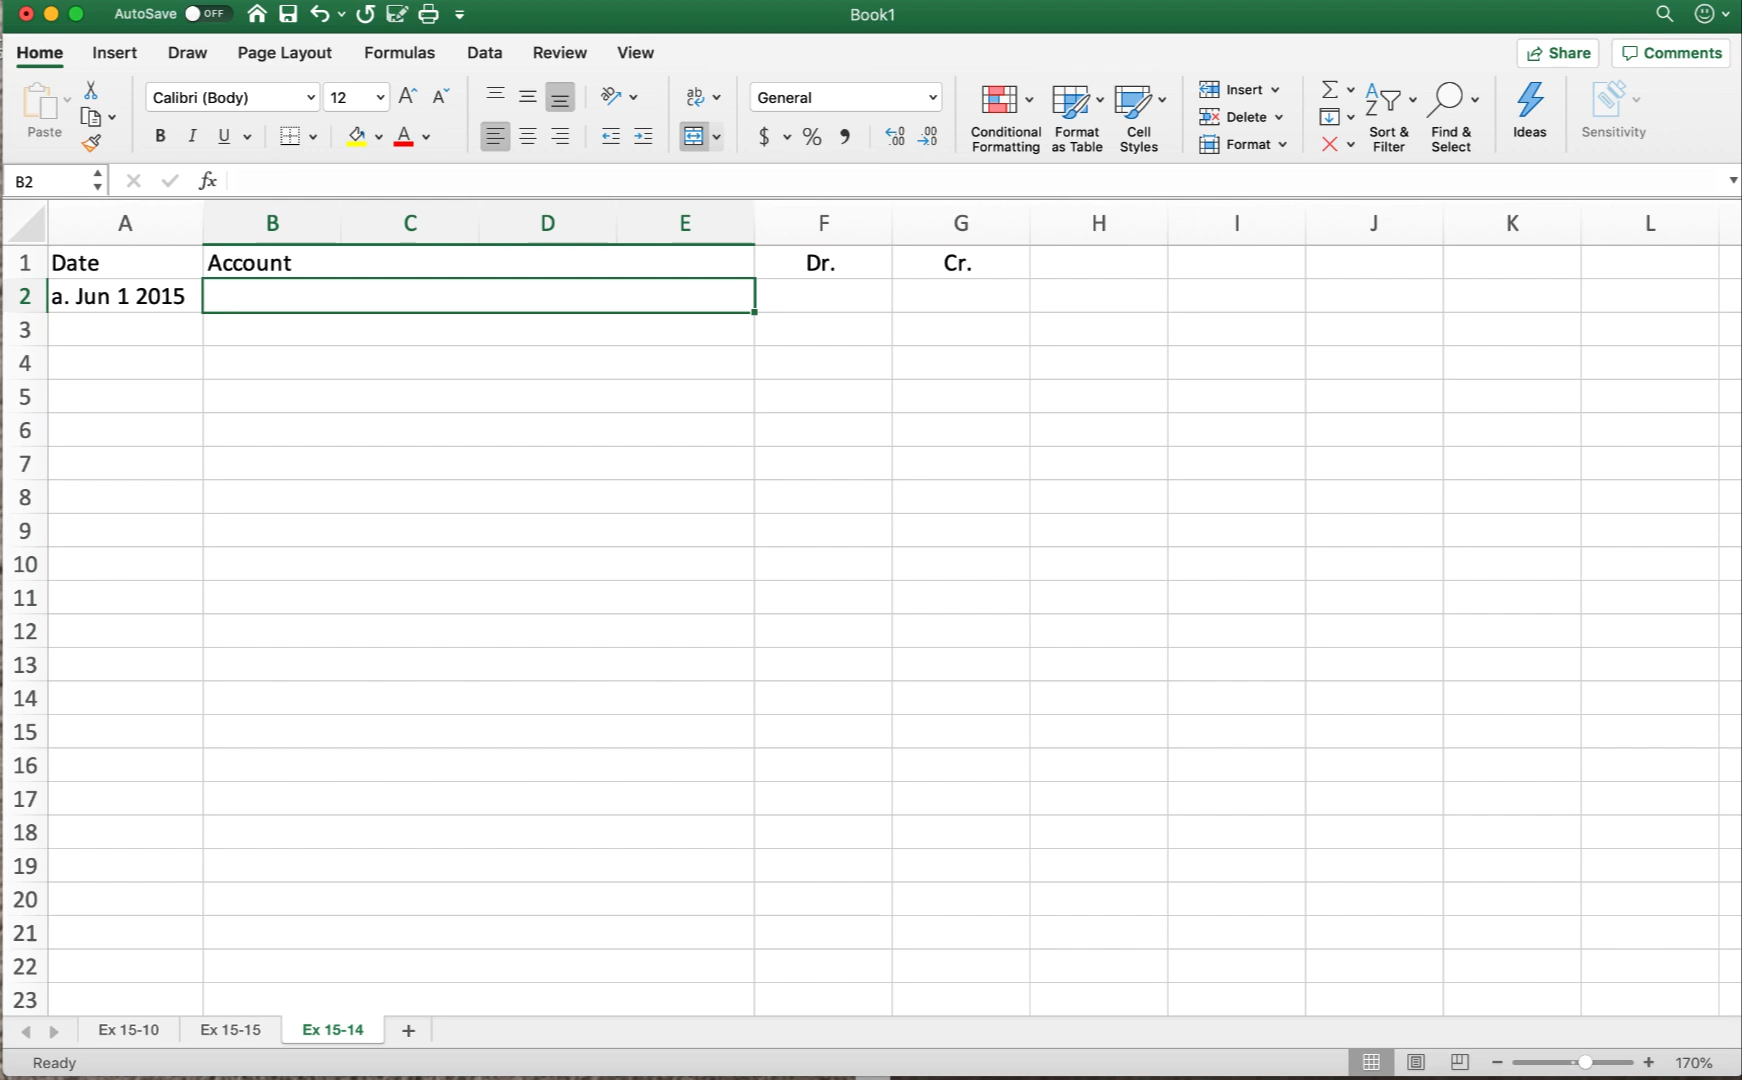 AutoSave OFF Book1
Home Insert Draw Page Layout Formulas Data Review View Share Comments
Paste Calibri (Body) 12 A A B I U A ab General $ % Conditional Formatting Format as Table Cell Styles Insert Delete Format Sort & Filter Find & Select Ideas Sensitivity
B2 fx
A B C D E F G H I J K L
1 Date Account Dr. Cr.
2 a. Jun 1 2015
3
4
5
6
7
8
9
10
11
12
13
14
15
16
17
18
19
20
21
22
23
Ex 15-10 Ex 15-15 Ex 15-14 +
Ready − + 170%